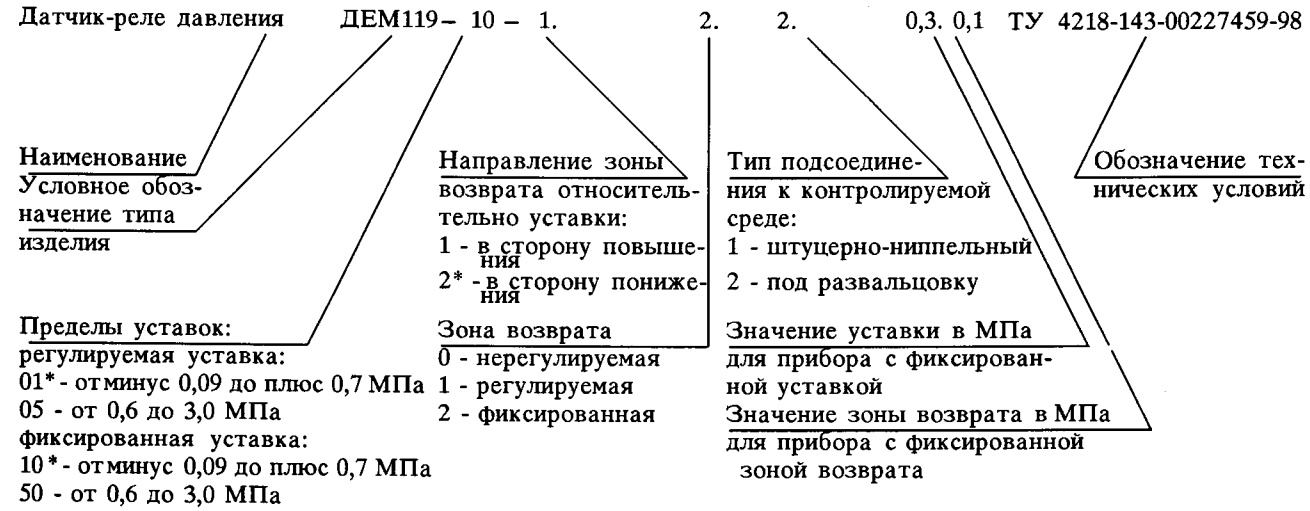 Датчик-реле давления ДЕМ119– 10 – 1. 2. 2. 0,3. 0,1 ТУ 4218-143-00227459-98
Наименование
Условное обоз-
начение типа
изделия
Пределы уставок:
регулируемая уставка:
01* - от минус 0,09 до плюс 0,7 МПа
05 - от 0,6 до 3,0 МПа
фиксированная уставка:
10* - от минус 0,09 до плюс 0,7 МПа
50 - от 0,6 до 3,0 МПа
Направление зоны
возврата относитель-
тельно уставки:
1 - в сторону повыше-
ния
2* - в сторону пониже-
ния
Зона возврата
0 - нерегулируемая
1 - регулируемая
2 - фиксированная
Тип подсоедине-
ния к контролируемой
среде:
1 - штуцерно-ниппельный
2 - под развальцовку
Значение уставки в МПа
для прибора с фиксирован-
ной уставкой
Значение зоны возврата в МПа
для прибора с фиксированной
зоной возврата
Обозначение тех-
нических условий